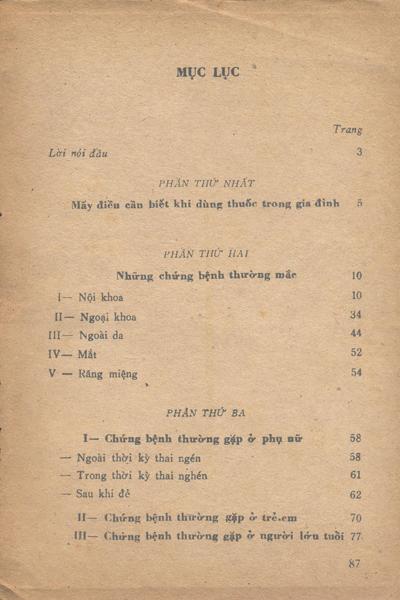 MỤC LỤC
Trang
Lời nói đầu 3
PHẦN THỨ NHẤT
Mấy điều cần biết khi dùng thuốc trong gia đình 5
PHẦN THỨ HAI
Những chứng bệnh thường mắc 10
I— Nội khoa 10
II— Ngoại khoa 34
III— Ngoài da 44
IV— Mắt 52
V — Răng miệng 54
PHẦN THỨ BA
I— Chứng bệnh thường gặp ở phụ nữ 58
— Ngoài thời kỳ thai ngén 58
— Trong thời kỳ thai nghén 61
— Sau khi đẻ 62
II— Chứng bệnh thường gặp ở trẻ.em 70
III— Chứng bệnh thường gặp ở người lớn tuổi 77
87